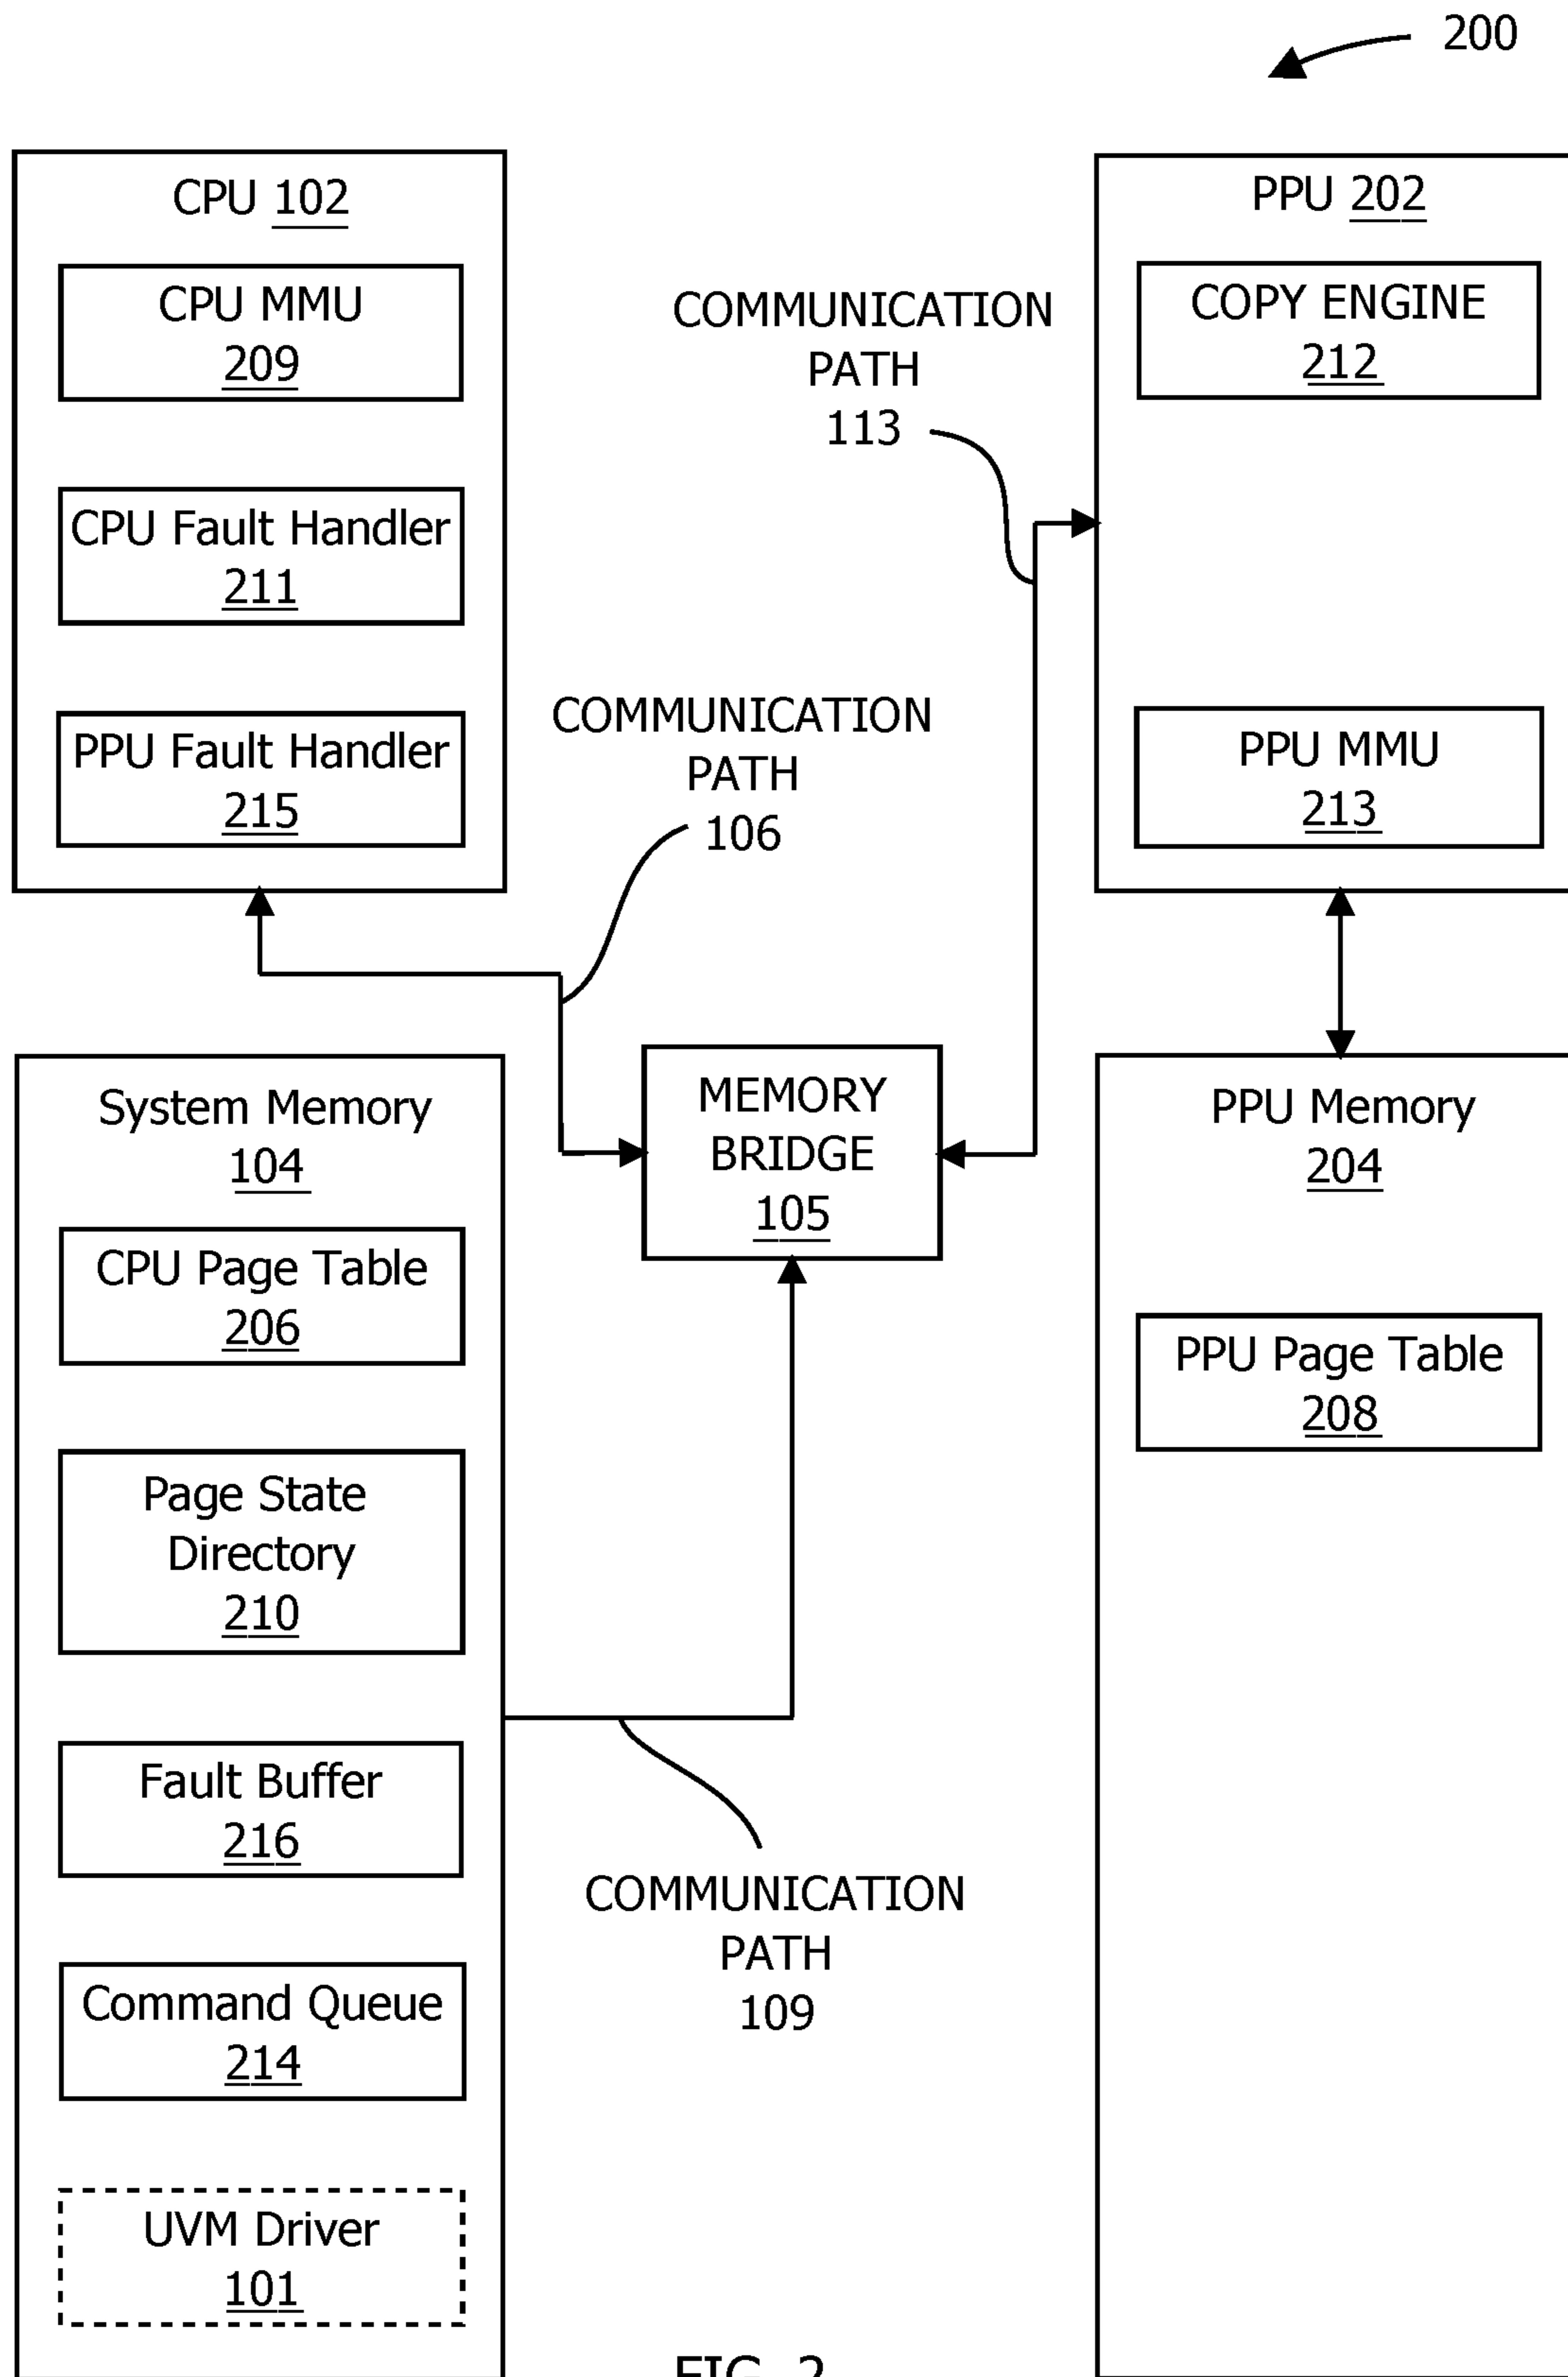 200
CPU 102
CPU MMU
209
CPU Fault Handler
211
PPU Fault Handler
215
COMMUNICATION
PATH
113
COMMUNICATION
PATH
106
PPU 202
COPY ENGINE
212
PPU MMU
213
System Memory
104
CPU Page Table
206
Page State
Directory
210
Fault Buffer
216
Command Queue
214
UVM Driver
101
MEMORY
BRIDGE
105
COMMUNICATION
PATH
109
PPU Memory
204
PPU Page Table
208
FIG. 2